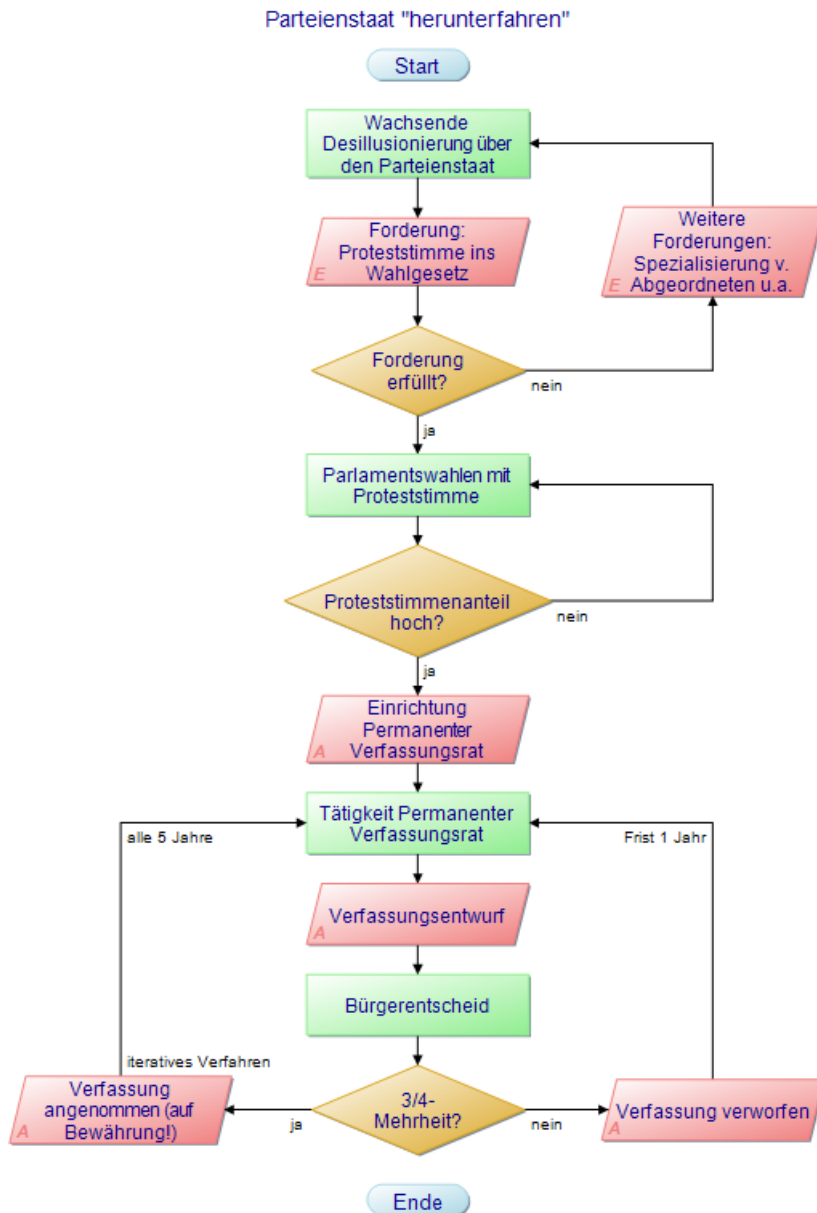 Parteienstaat "herunterfahren"
Start
Wachsende
Desillusionierung über
den Parteienstaat
Forderung:
Proteststimme ins
Wahlgesetz
E
Weitere
Forderungen:
Spezialisierung v.
Abgeordneten u.a.
E
Forderung
erfüllt?
nein
ja
Parlamentswahlen mit
Proteststimme
Proteststimmenanteil
hoch?
nein
ja
Einrichtung
Permanenter
Verfassungsrat
A
Tätigkeit Permanenter
Verfassungsrat
alle 5 Jahre
Frist 1 Jahr
Verfassungsentwurf
A
Bürgerentscheid
iteratives Verfahren
3/4-
Mehrheit?
ja
nein
Verfassung
angenommen (auf
Bewährung!)
A
Verfassung verworfen
A
Ende